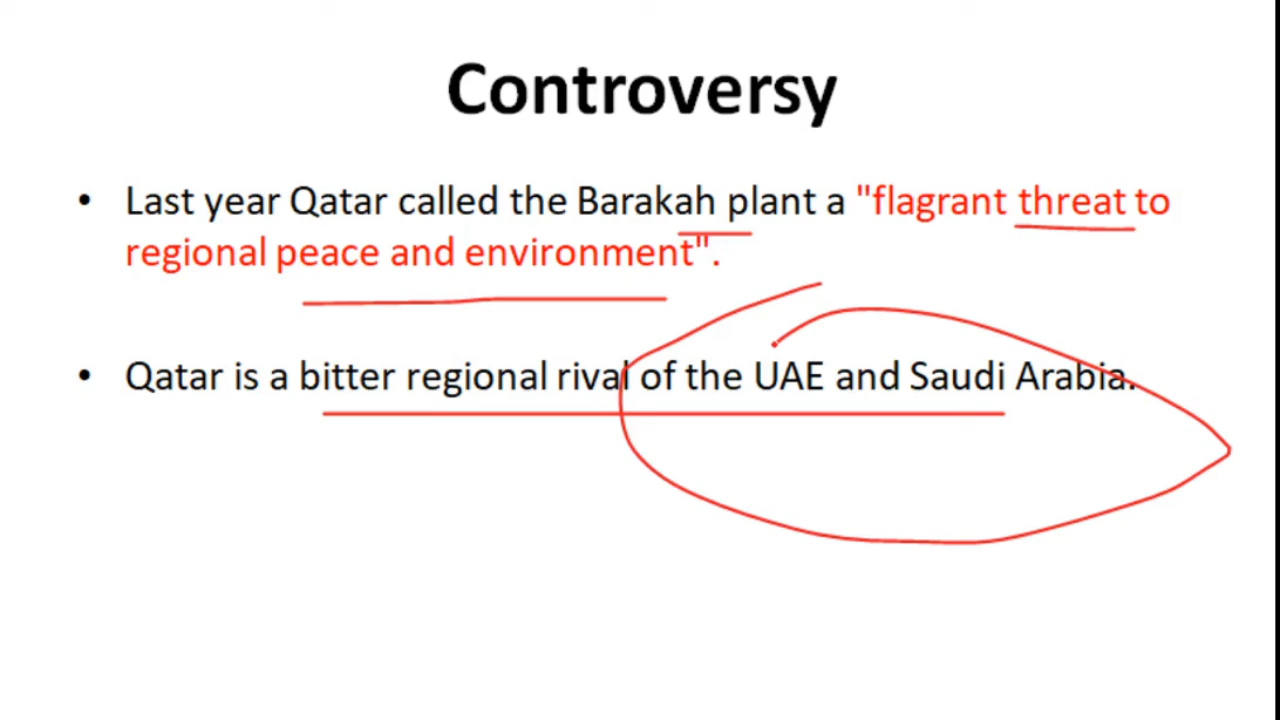 Controversy
• Last year Qatar called the Barakah plant a "flagrant threat to
regional peace and environment".
• Qatar is a bitter regional rival of the UAE and Saudi Arabia.